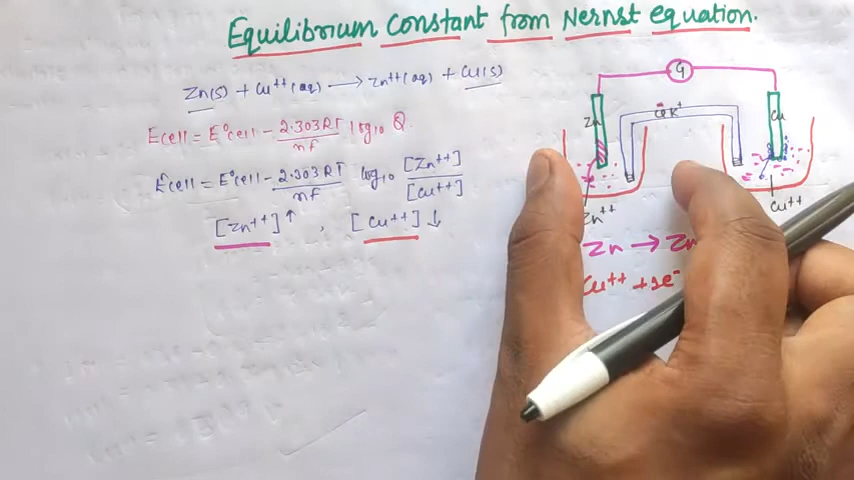 Equilibrium Constant from Nernst equation.
Zn(s) + Cu++(aq) → Zn++(aq) + Cu(s)
Ecell = E°cell - 2.303RT/nf log10 Q
Ecell = E°cell - 2.303RT/nf log10 [Zn++]/[Cu++]
[Zn++]↑ , [Cu++]↓
G
Zn
Cu
Zn++
Cu++
Zn → Zn
Cu++ + 2e-